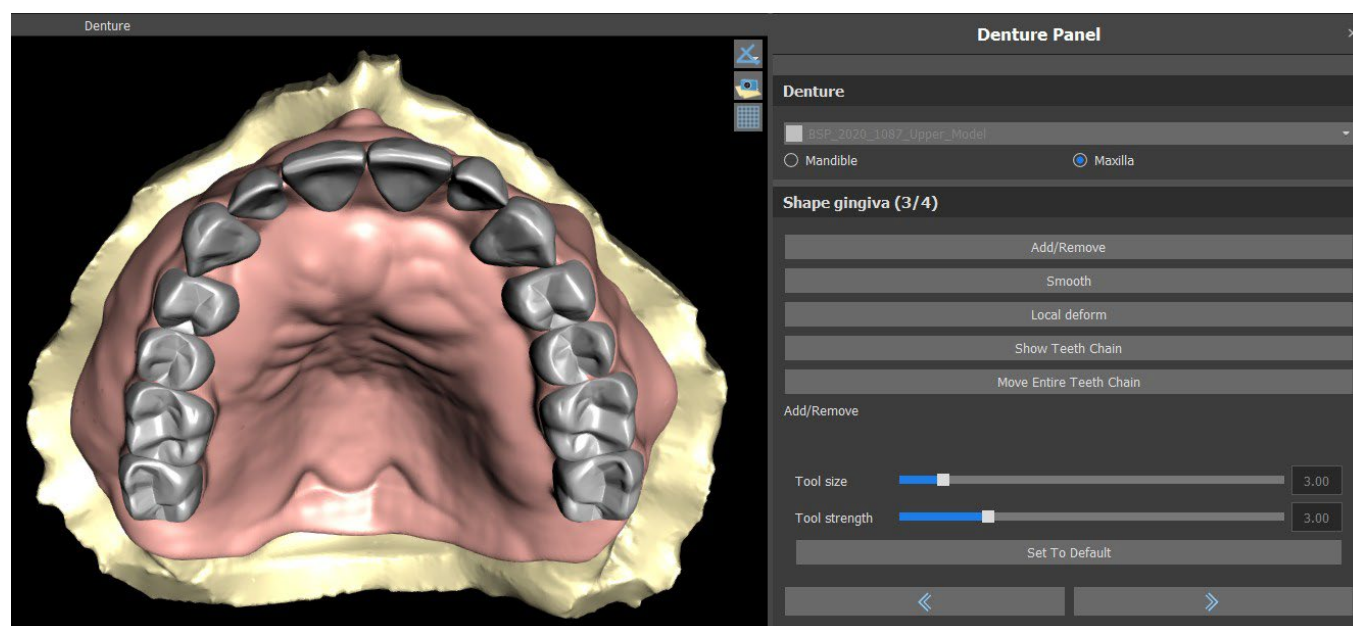 Denture
Denture Panel
Denture
BSP_2020_1087_Upper_Model
Mandible
Maxilla
Shape gingiva (3/4)
Add/Remove
Smooth
Local deform
Show Teeth Chain
Move Entire Teeth Chain
Add/Remove
Tool size
3.00
Tool strength
3.00
Set To Default